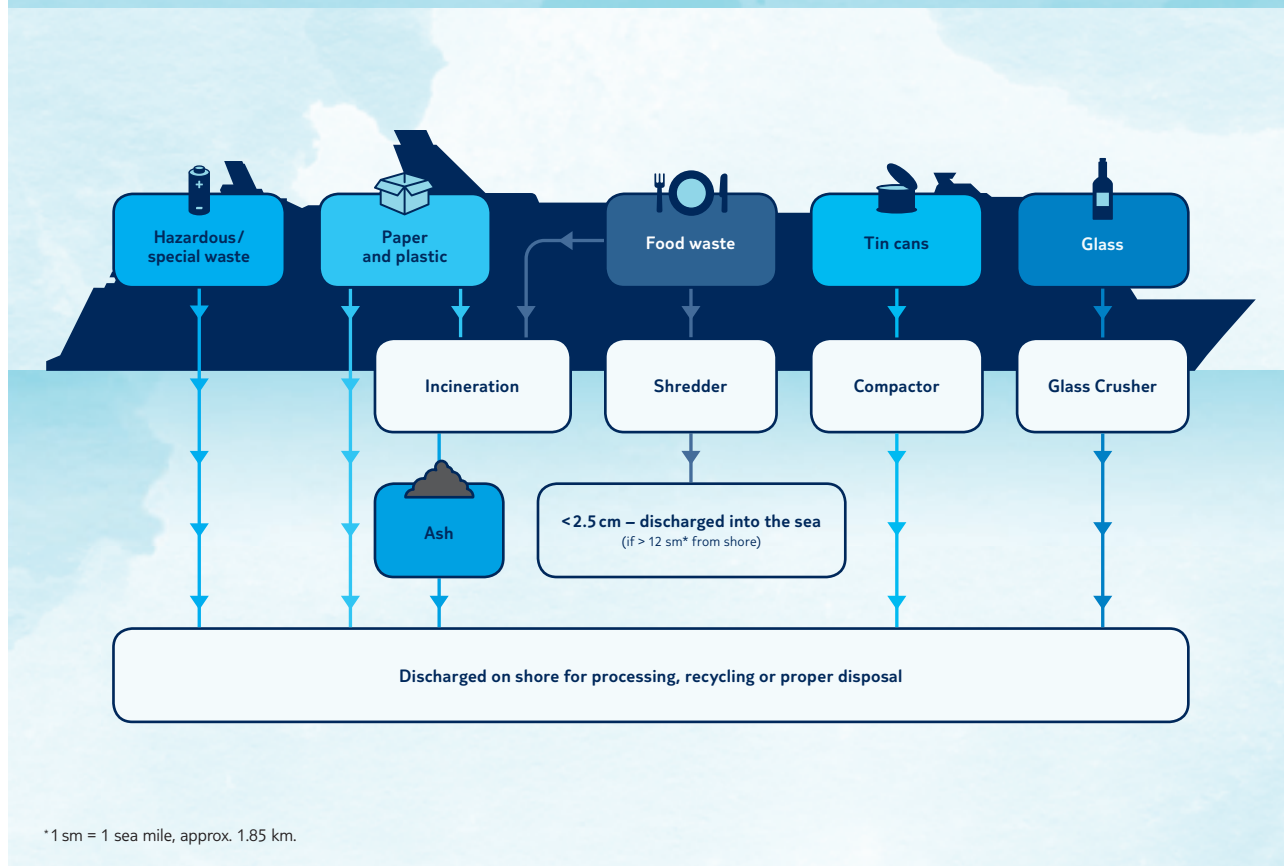 Hazardous/
special waste
Paper
and plastic
Food waste
Tin cans
Glass
Incineration
Shredder
Compactor
Glass Crusher
Ash
<2.5 cm – discharged into the sea
(if > 12 sm* from shore)
Discharged on shore for processing, recycling or proper disposal
*1 sm = 1 sea mile, approx. 1.85 km.